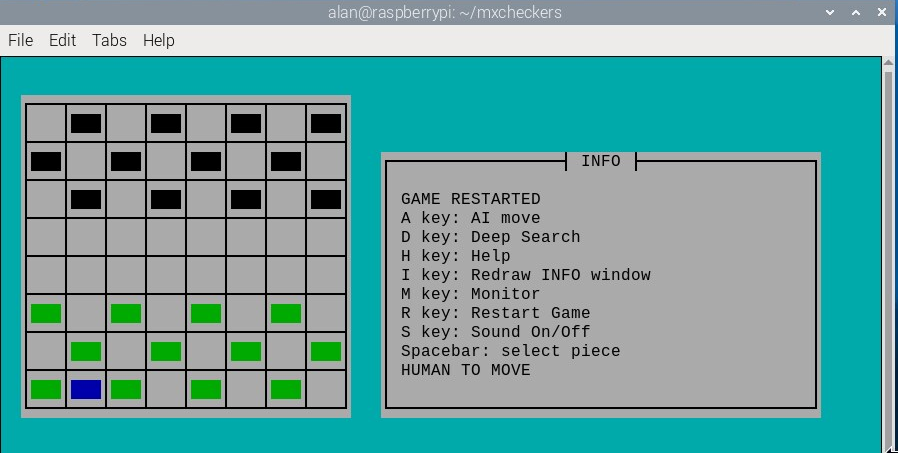 alan@raspberrypi: ~/mxcheckers
File Edit Tabs Help
INFO
GAME RESTARTED
A key: AI move
D key: Deep Search
H key: Help
I key: Redraw INFO window
M key: Monitor
R key: Restart Game
S key: Sound On/Off
Spacebar: select piece
HUMAN TO MOVE